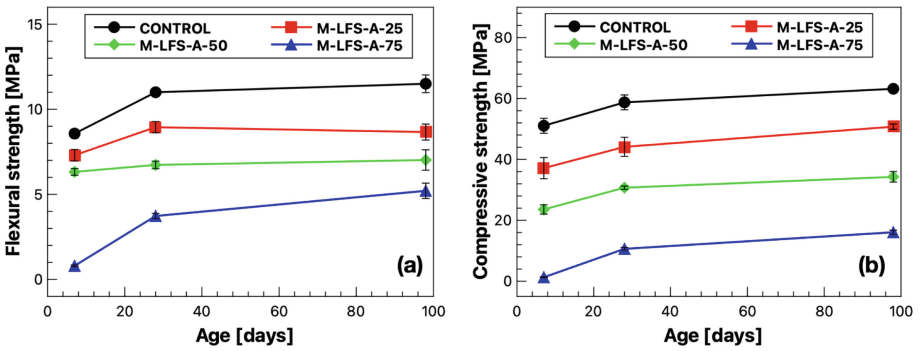 CONTROL M-LFS-A-25
M-LFS-A-50 M-LFS-A-75
Flexural strength [MPa]
15
10
5
0
0 20 40 60 80 100
Age [days]
(a)
CONTROL M-LFS-A-25
M-LFS-A-50 M-LFS-A-75
Compressive strength [MPa]
80
60
40
20
0
0 20 40 60 80 100
Age [days]
(b)